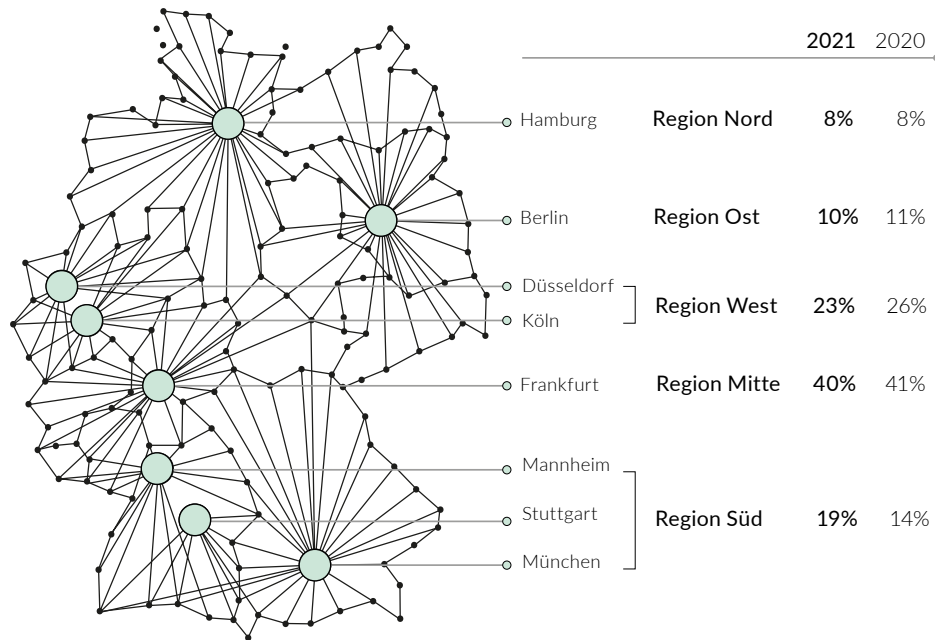 2021 2020
Hamburg Region Nord 8% 8%
Berlin Region Ost 10% 11%
Düsseldorf
Region West 23% 26%
Köln
Frankfurt Region Mitte 40% 41%
Mannheim
Stuttgart Region Süd 19% 14%
München